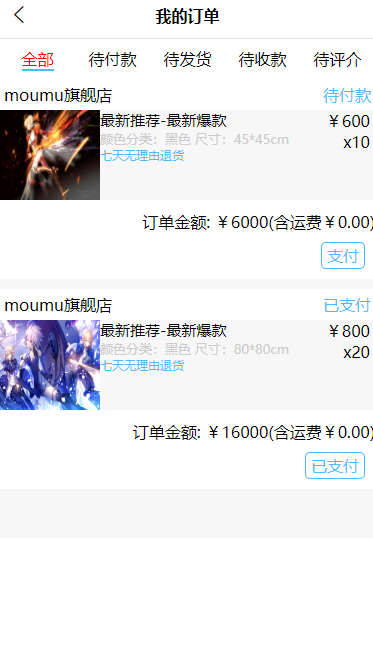 我的订单
全部 待付款 待发货 待收款 待评介
moumu旗舰店 待付款
最新推荐-最新爆款 ￥600
颜色分类：黑色 尺寸：45*45cm x10
七天无理由退货
订单金额: ￥6000(含运费￥0.00)
支付
moumu旗舰店 已支付
最新推荐-最新爆款 ￥800
颜色分类：黑色 尺寸：80*80cm x20
七天无理由退货
订单金额: ￥16000(含运费￥0.00)
已支付